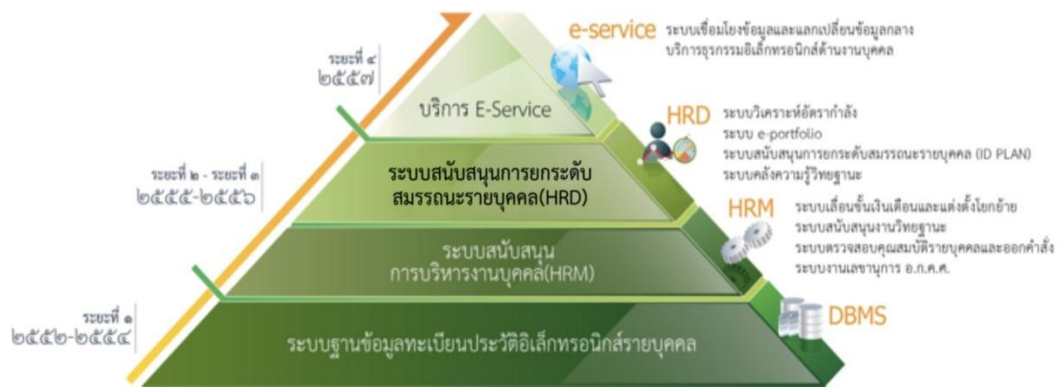 e-service
ระบบเชื่อมโยงข้อมูลและแลกเปลี่ยนข้อมูลกลาง
บริการธุรกรรมอิเล็กทรอนิกส์ด้านงานบุคคล
ระยะที่ ๔
๒๕๕๗
บริการ E-Service
HRD
ระบบวิเคราะห์อัตรากำลัง
ระบบ e-portfolio
ระบบสนับสนุนการยกระดับสมรรถนะรายบุคคล (ID PLAN)
ระบบคลังความรู้วิทยฐานะ
ระยะที่ ๒ - ระยะที่ ๓
๒๕๕๕-๒๕๕๖
ระบบสนับสนุนการยกระดับ
สมรรถนะรายบุคคล(HRD)
HRM
ระบบเลื่อนขั้นเงินเดือนและแต่งตั้งโยกย้าย
ระบบสนับสนุนงานวิทยฐานะ
ระบบตรวจสอบคุณสมบัติรายบุคคลและออกคำสั่ง
ระบบงานเลขานุการ อ.ก.ค.ศ.
ระบบสนับสนุน
การบริหารงานบุคคล(HRM)
ระยะที่ ๑
๒๕๕๒-๒๕๕๔
DBMS
ระบบฐานข้อมูลทะเบียนประวัติอิเล็กทรอนิกส์รายบุคคล